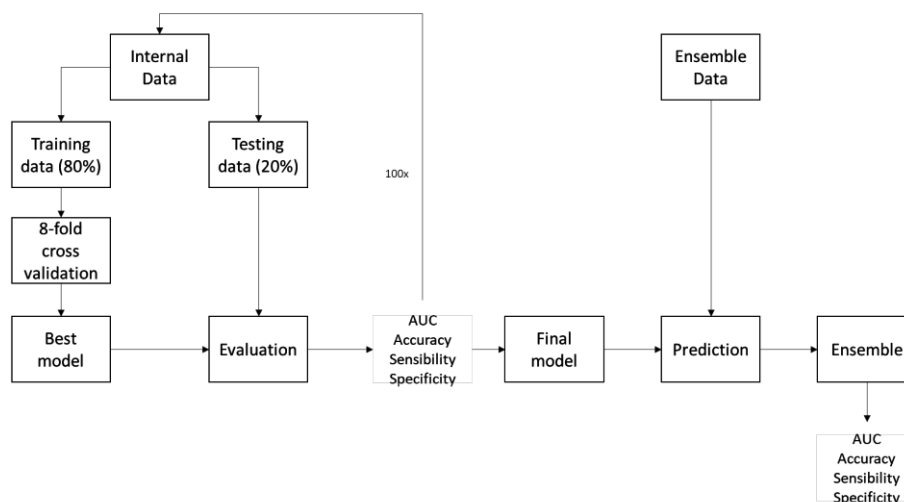 Internal
Data
Ensemble
Data
Training
data (80%)
Testing
data (20%)
100x
8-fold
cross
validation
Best
model
Evaluation
AUC
Accuracy
Sensibility
Specificity
Final
model
Prediction
Ensemble
AUC
Accuracy
Sensibility
Specificity